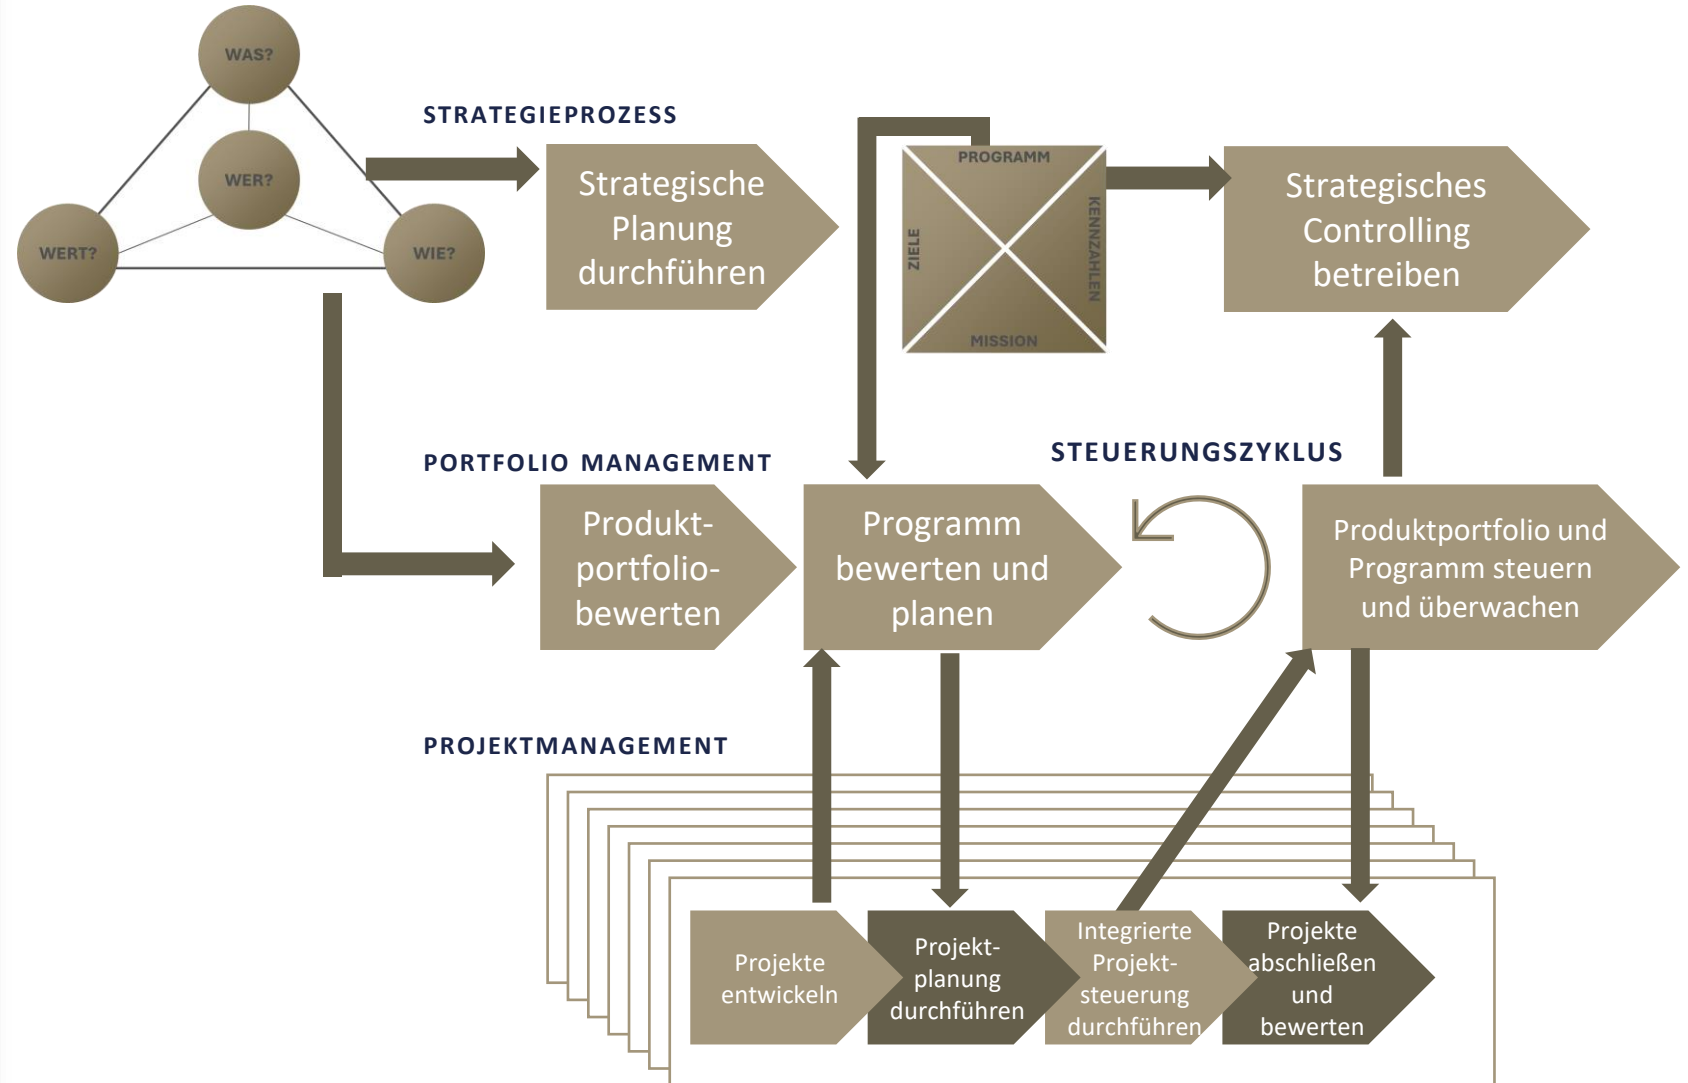 WAS?
WER?
WERT?
WIE?
STRATEGIEPROZESS
Strategische
Planung
durchführen
PROGRAMM
ZIELE
KENNZAHLEN
MISSION
Strategisches
Controlling
betreiben
PORTFOLIO MANAGEMENT
STEUERUNGSZYKLUS
Produkt-
portfolio-
bewerten
Programm
bewerten und
planen
Produktportfolio und
Programm steuern
und überwachen
PROJEKTMANAGEMENT
Projekte
entwickeln
Projekt-
planung
durchführen
Integrierte
Projekt-
steuerung
durchführen
Projekte
abschließen
und
bewerten